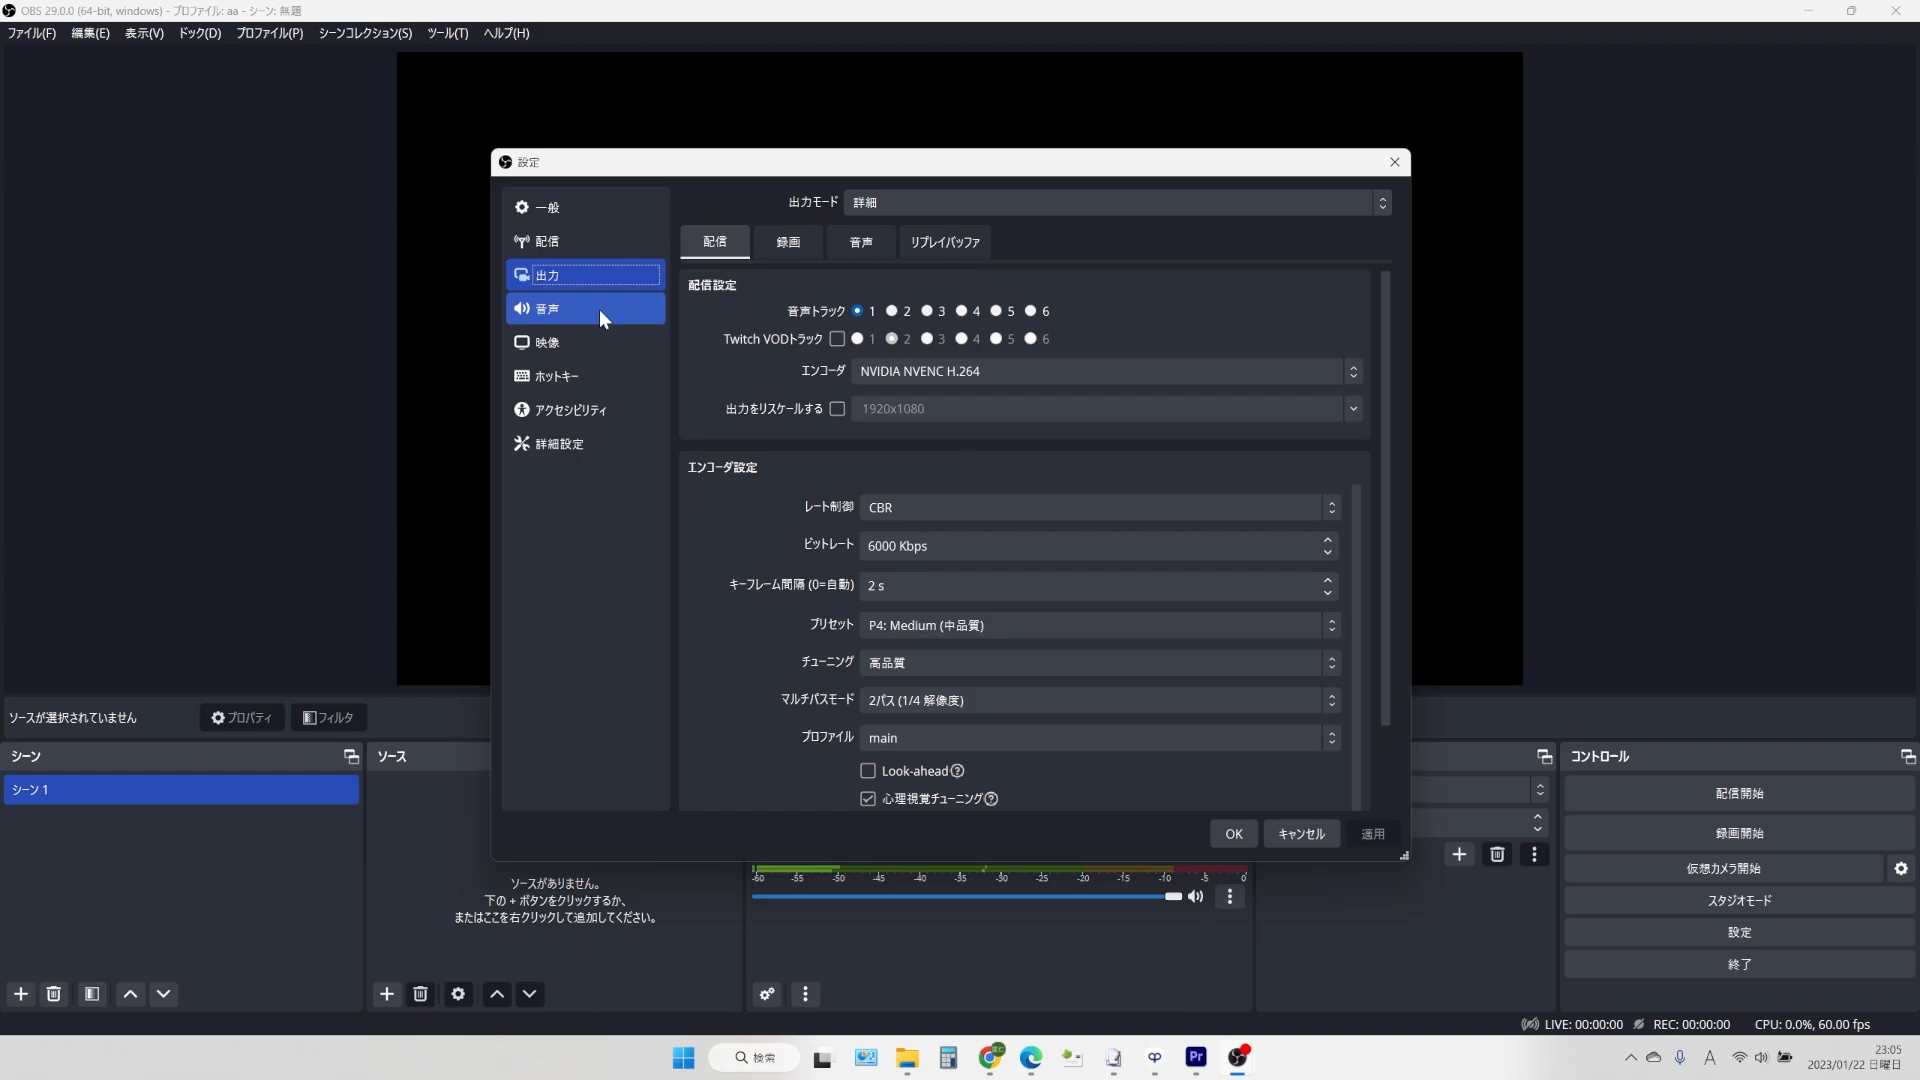 OBS 29.0.0 (64-bit, windows) - プロファイル: aa - シーン: 無題
ファイル(F) 編集(E) 表示(V) ドック(D) プロファイル(P) シーンコレクション(S) ツール(T) ヘルプ(H)
設定
一般
配信
出力
音声
映像
ホットキー
アクセシビリティ
詳細設定
出力モード 詳細
配信 録画 音声 リプレイバッファ
配信設定
音声トラック 1 2 3 4 5 6
Twitch VODトラック 1 2 3 4 5 6
エンコーダ NVIDIA NVENC H.264
出力をリスケールする 1920x1080
エンコーダ設定
レート制御 CBR
ビットレート 6000 Kbps
キーフレーム間隔 (0=自動) 2 s
プリセット P4: Medium (中品質)
チューニング 高品質
マルチパスモード 2パス (1/4 解像度)
プロファイル main
Look-ahead
心理視覚チューニング
OK キャンセル 適用
ソースが選択されていません プロパティ フィルタ
シーン
シーン 1
ソース
ソースがありません。
下の + ボタンをクリックするか、
またはここを右クリックして追加してください。
-60 -55 -50 -45 -40 -35 -30 -25 -20 -15 -10 -5 0
コントロール
配信開始
録画開始
仮想カメラ開始
スタジオモード
設定
終了
LIVE: 00:00:00 REC: 00:00:00 CPU: 0.0%, 60.00 fps
検索
Pr
A
23:05
2023/01/22 日曜日